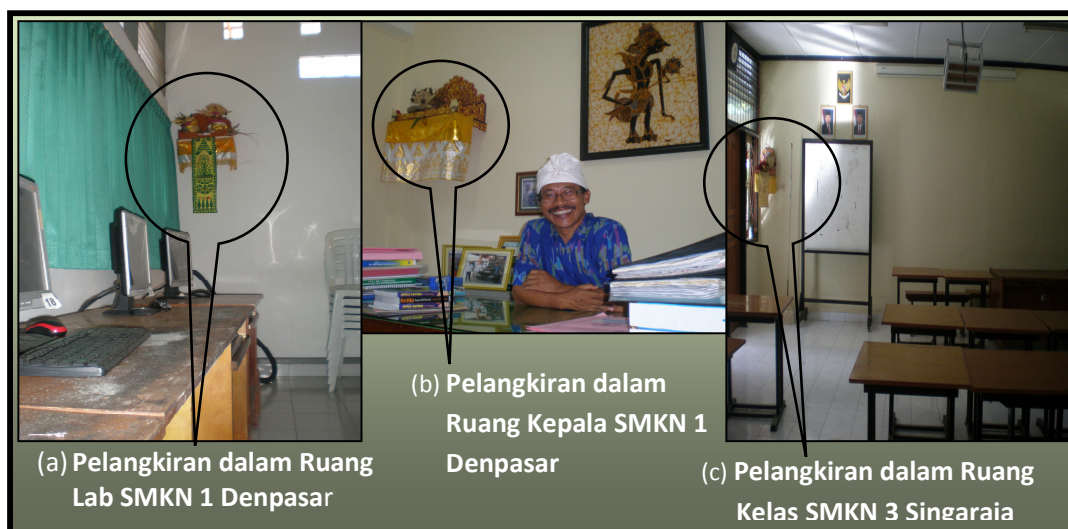 18
(a) Pelangkiran dalam Ruang
Lab SMKN 1 Denpasar
(b) Pelangkiran dalam
Ruang Kepala SMKN 1
Denpasar
(c) Pelangkiran dalam Ruang
Kelas SMKN 3 Singaraja